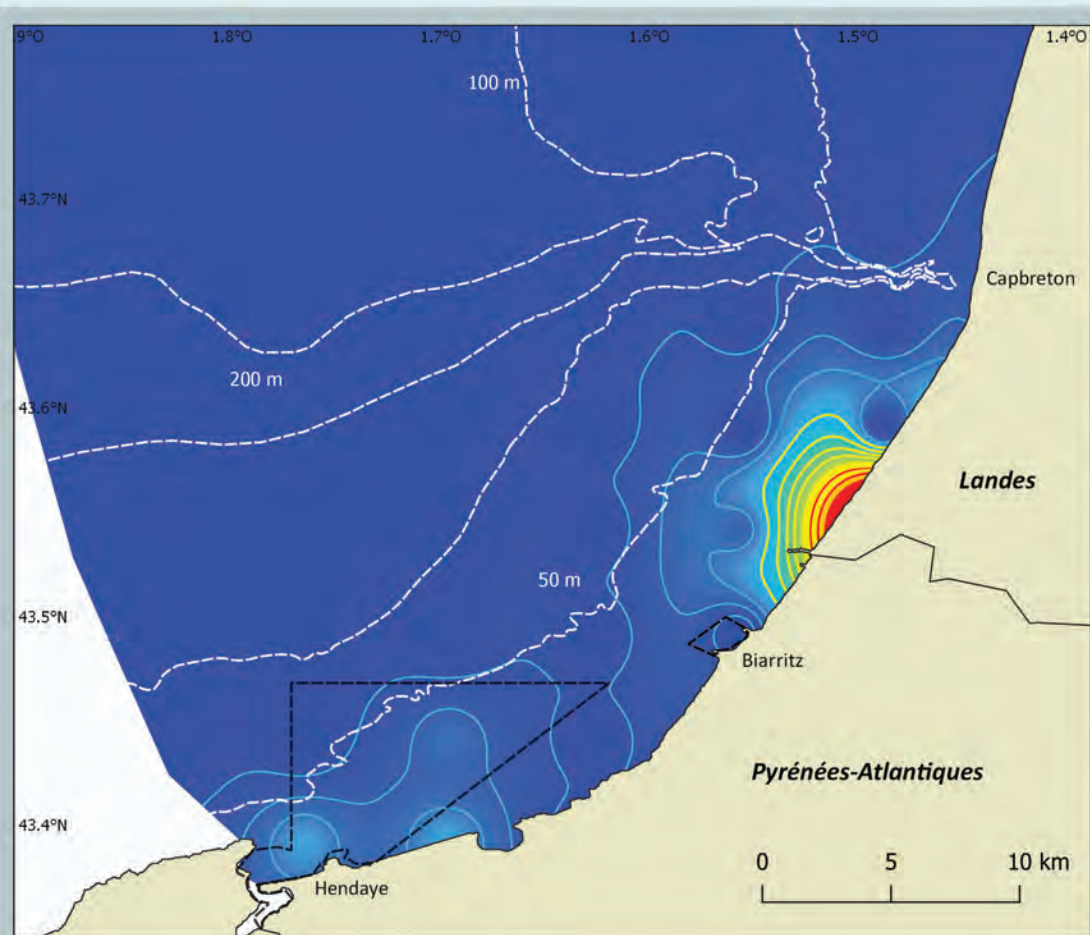 9°O 1.8°O 1.7°O 1.6°O 1.5°O 1.4°O
100 m
43.7°N
Capbreton
200 m
43.6°N
Landes
50 m
43.5°N
Biarritz
Pyrénées-Atlantiques
43.4°N
0 5 10 km
Hendaye